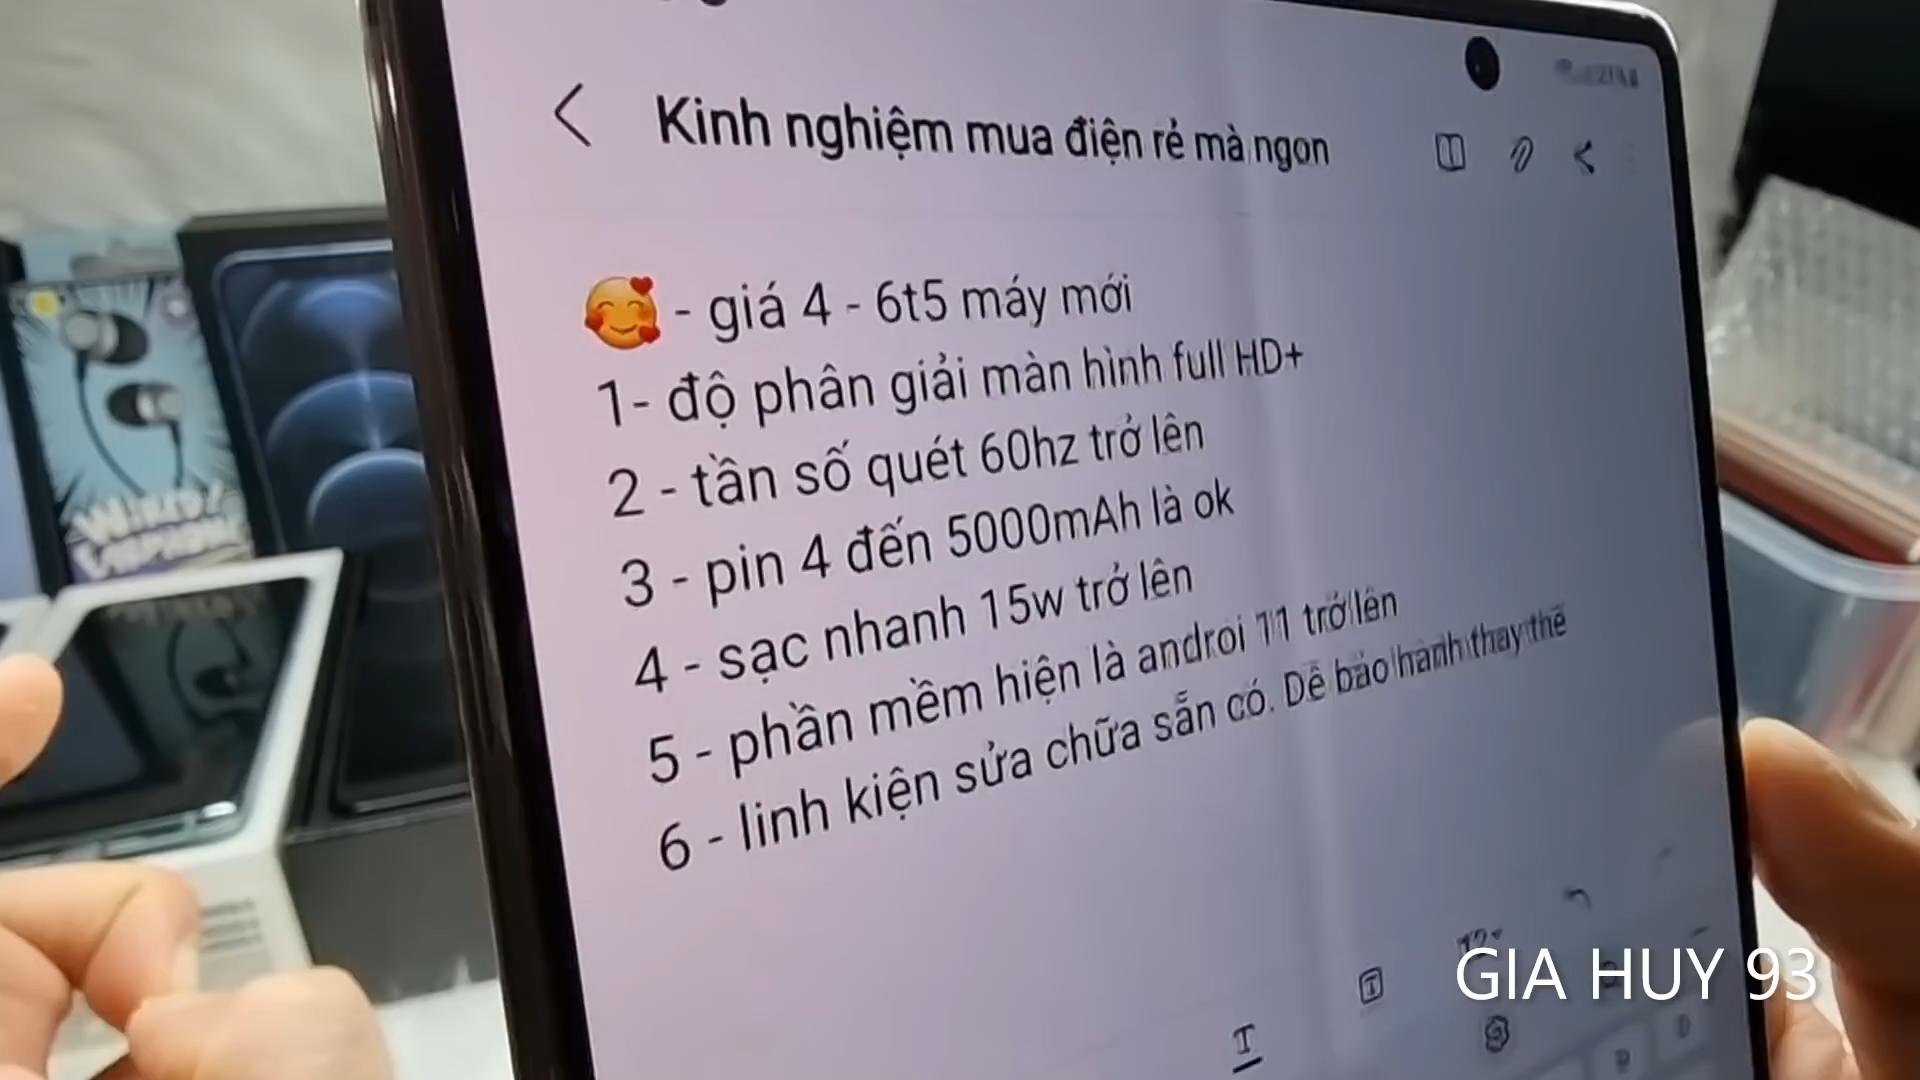 Kinh nghiệm mua điện rẻ mà ngon
🥰 - giá 4 - 6t5 máy mới
1- độ phân giải màn hình full HD+
2 - tần số quét 60hz trở lên
3 - pin 4 đến 5000mAh là ok
4 - sạc nhanh 15w trở lên
5 - phần mềm hiện là androi 11 trở lên
6 - linh kiện sửa chữa sẵn có. Dễ bảo hành thay thế
WIRED
EARPHONE
GIA HUY 93